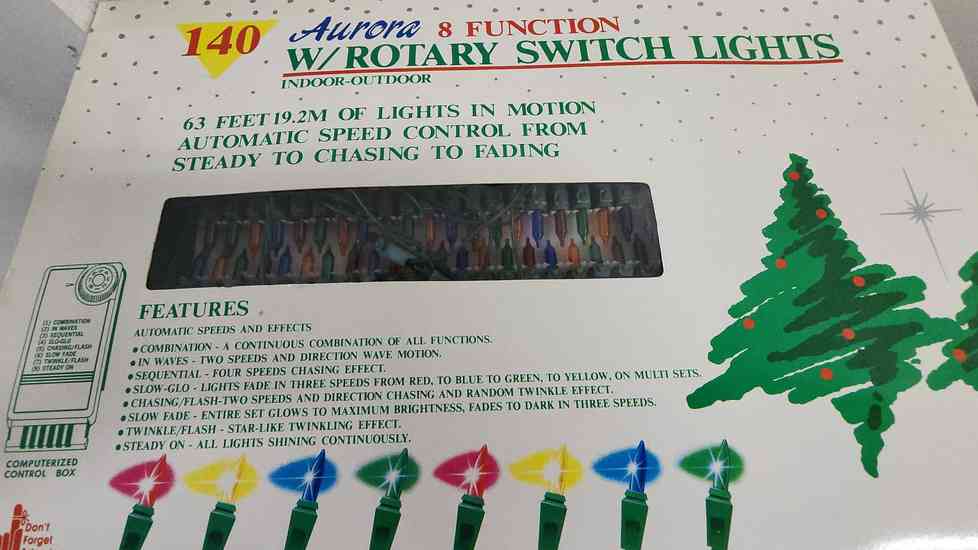 140 Aurora 8 FUNCTION
W/ROTARY SWITCH LIGHTS
INDOOR-OUTDOOR
63 FEET 19.2M OF LIGHTS IN MOTION
AUTOMATIC SPEED CONTROL FROM
STEADY TO CHASING TO FADING
FEATURES
AUTOMATIC SPEEDS AND EFFECTS
• COMBINATION - A CONTINUOUS COMBINATION OF ALL FUNCTIONS.
• IN WAVES - TWO SPEEDS AND DIRECTION WAVE MOTION.
• SEQUENTIAL - FOUR SPEEDS CHASING EFFECT.
• SLOW-GLO - LIGHTS FADE IN THREE SPEEDS FROM RED, TO BLUE TO GREEN, TO YELLOW, ON MULTI SETS.
• CHASING/FLASH-TWO SPEEDS AND DIRECTION CHASING AND RANDOM TWINKLE EFFECT.
• SLOW FADE - ENTIRE SET GLOWS TO MAXIMUM BRIGHTNESS, FADES TO DARK IN THREE SPEEDS.
• TWINKLE/FLASH - STAR-LIKE TWINKLING EFFECT.
• STEADY ON - ALL LIGHTS SHINING CONTINUOUSLY.
(1) COMBINATION
(2) IN WAVES
(3) SEQUENTIAL
(4) SLO-GLO
(5) CHASING/FLASH
(6) SLOW FADE
(7) TWINKLE/FLASH
(8) STEADY ON
COMPUTERIZED
CONTROL BOX
Don't
Forget